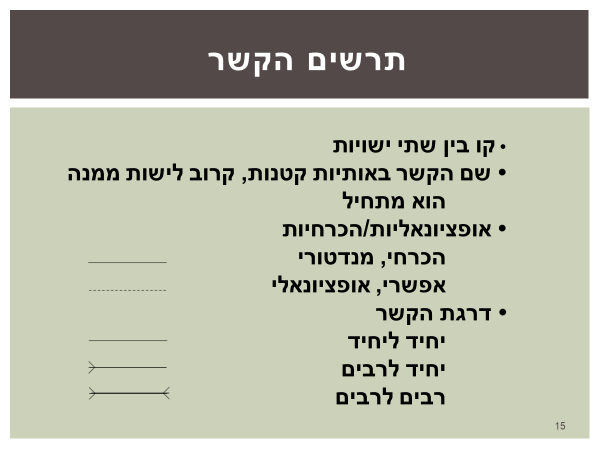 תרשים הקשר
• קו בין שתי ישויות
• שם הקשר באותיות קטנות, קרוב לישות ממנה
הוא מתחיל
• אופציונאליות/הכרחיות
הכרחי, מנדטורי
אפשרי, אופציונאלי
• דרגת הקשר
יחיד ליחיד
יחיד לרבים
רבים לרבים
15